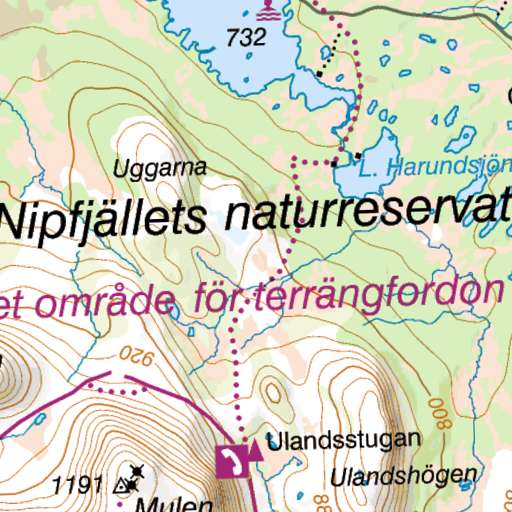 732
Uggarna
L. Harundsjön
Nipfjällets naturreservat
et område för terrängfordon
920
800
Ulandsstugan
1191
Ulandshögen
Mulen